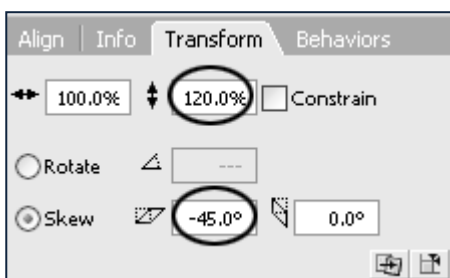 Align Info Transform Behaviors
100.0% 120.0% Constrain
Rotate ---
Skew -45.0° 0.0°